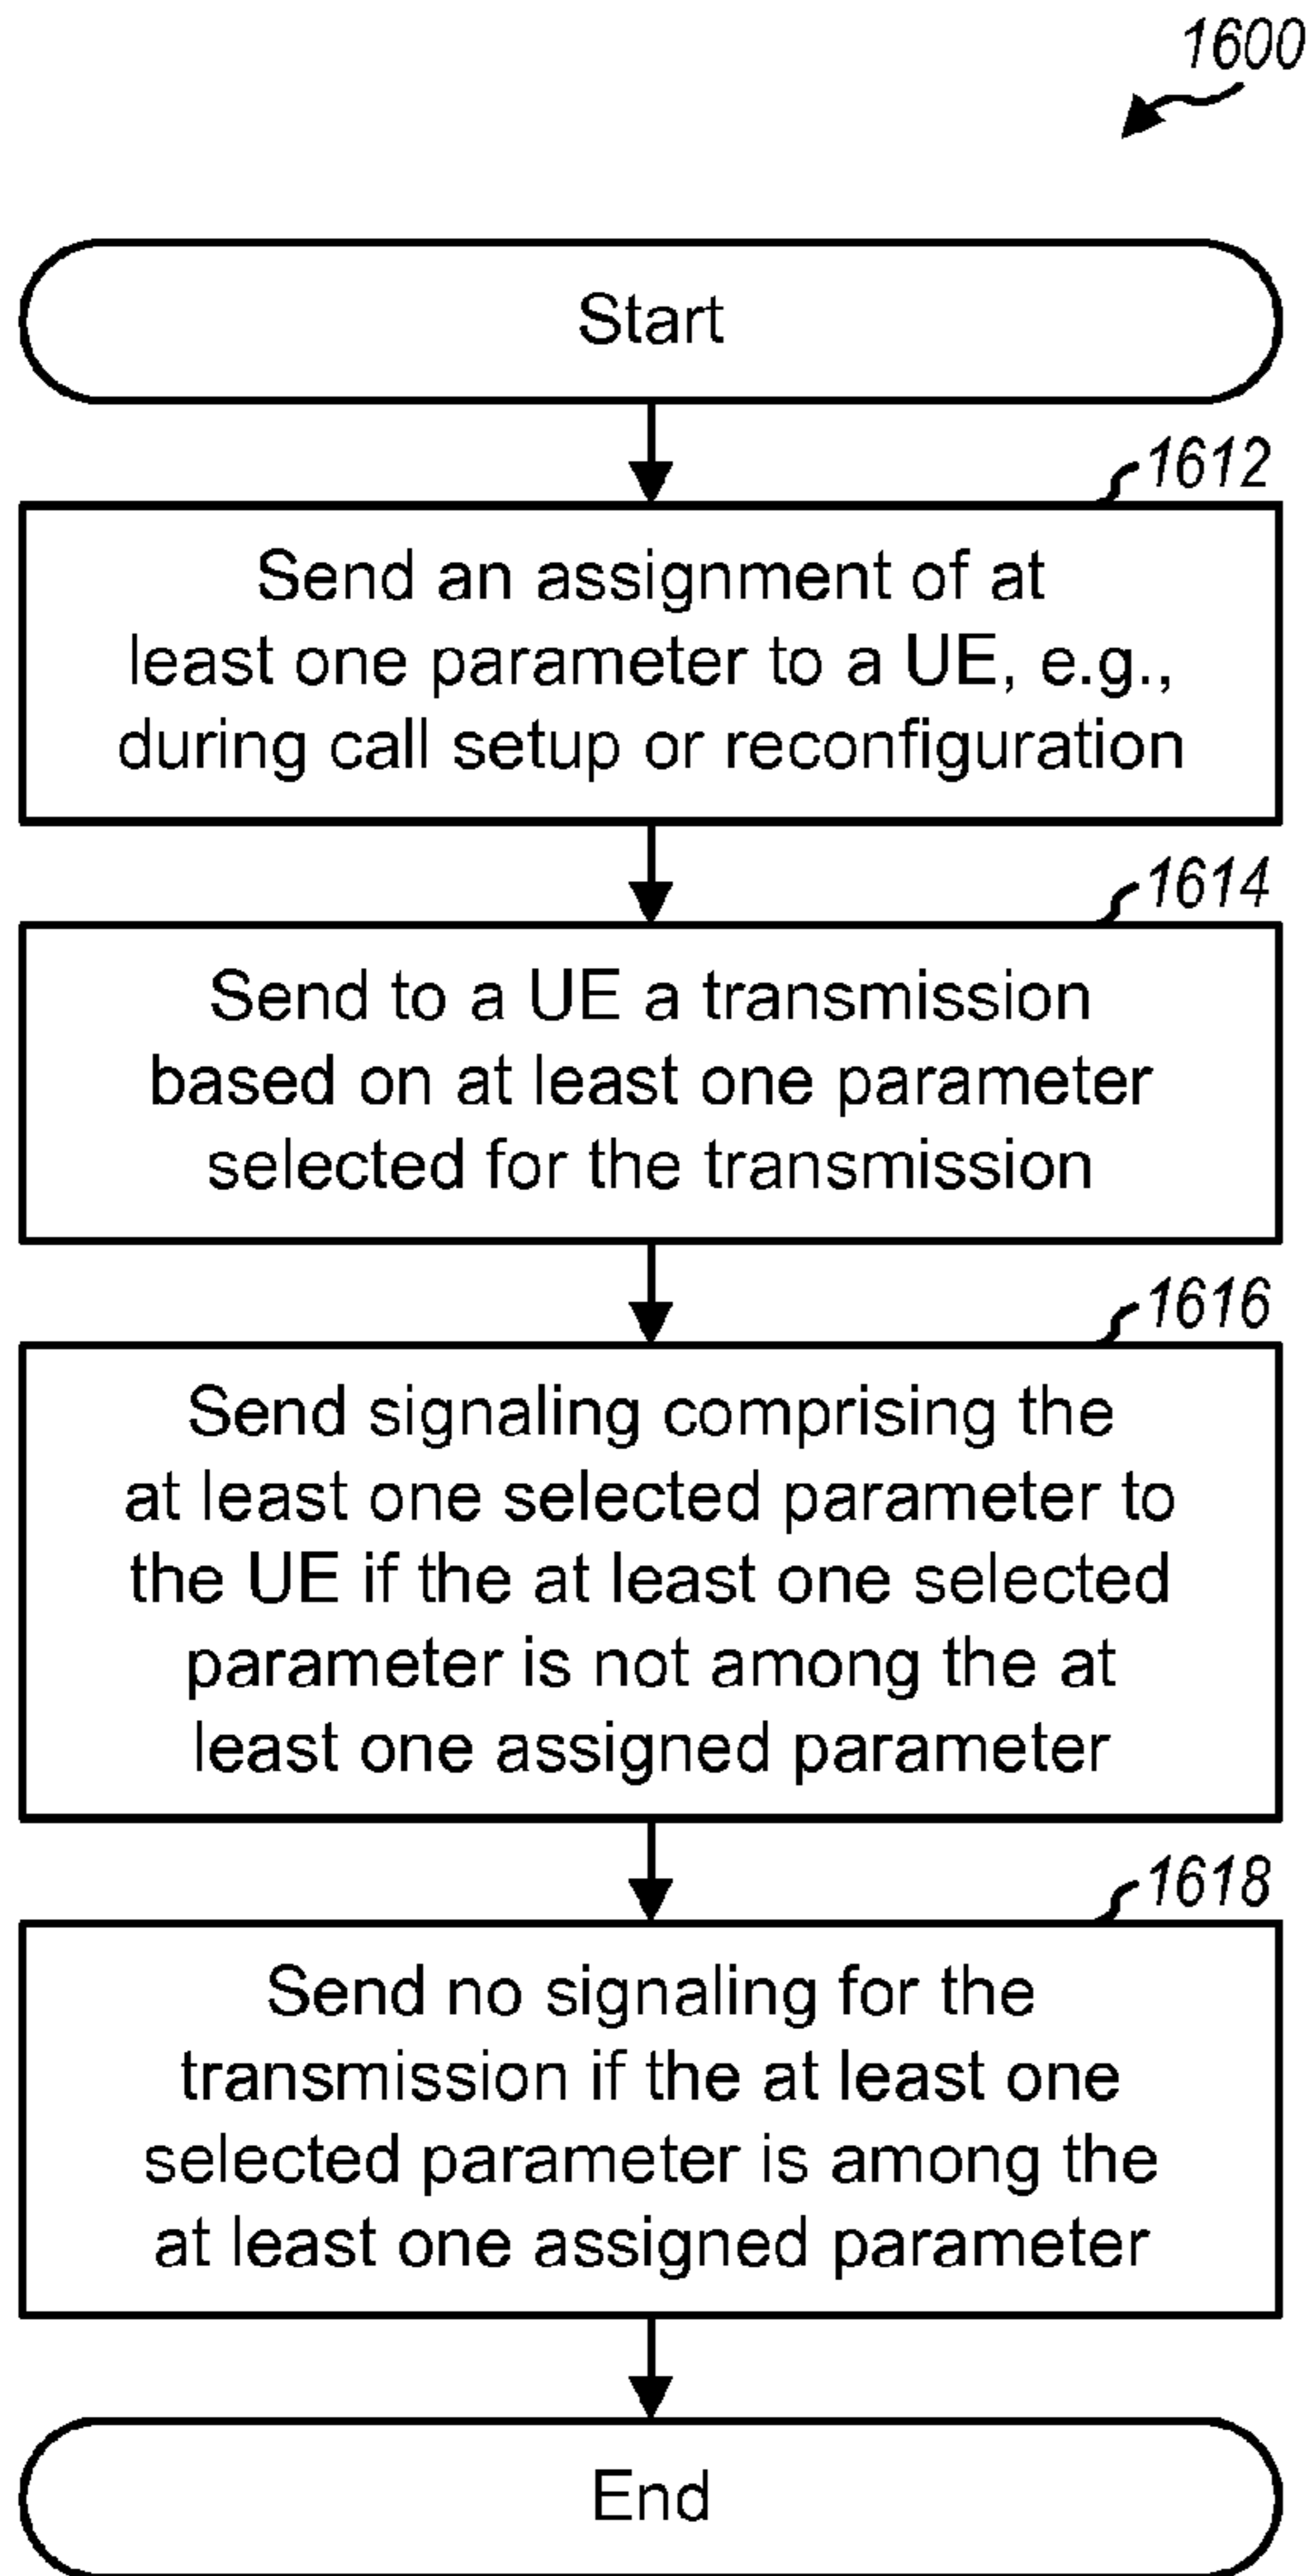 1600
Start
1612
Send an assignment of at
least one parameter to a UE, e.g.,
during call setup or reconfiguration
1614
Send to a UE a transmission
based on at least one parameter
selected for the transmission
1616
Send signaling comprising the
at least one selected parameter to
the UE if the at least one selected
parameter is not among the at
least one assigned parameter
1618
Send no signaling for the
transmission if the at least one
selected parameter is among the
at least one assigned parameter
End